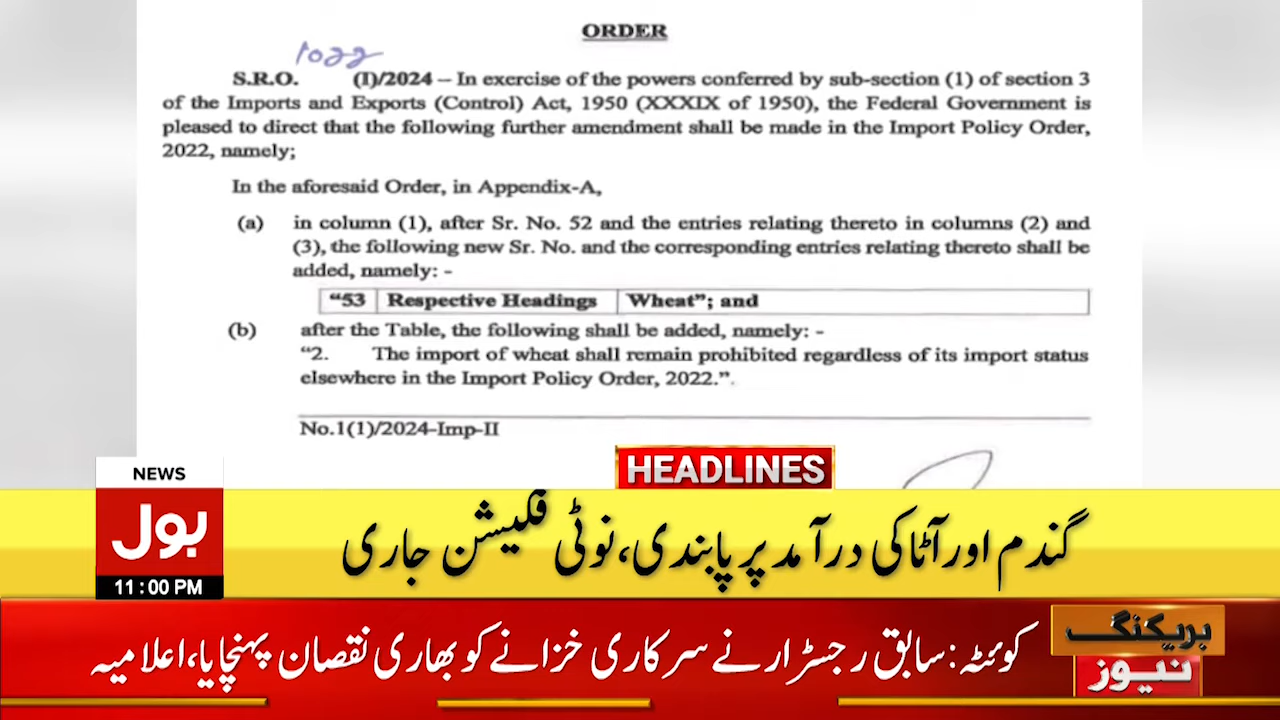 ORDER
1022
S.R.O. (I)/2024 – In exercise of the powers conferred by sub-section (1) of section 3
of the Imports and Exports (Control) Act, 1950 (XXXIX of 1950), the Federal Government is
pleased to direct that the following further amendment shall be made in the Import Policy Order,
2022, namely;
In the aforesaid Order, in Appendix-A,
(a) in column (1), after Sr. No. 52 and the entries relating thereto in columns (2) and
(3), the following new Sr. No. and the corresponding entries relating thereto shall be
added, namely: -
“53 Respective Headings Wheat”; and
(b) after the Table, the following shall be added, namely: -
“2. The import of wheat shall remain prohibited regardless of its import status
elsewhere in the Import Policy Order, 2022.”.
No.1(1)/2024-Imp-II
HEADLINES
NEWS
بول
11:00 PM
گندم اور آٹا کی درآمد پر پابندی، نوٹی فکیشن جاری
بریکنگ
نیوز
کوئٹہ: سابق رجسٹرار نے سرکاری خزانے کو بھاری نقصان پہنچایا، اعلامیہ